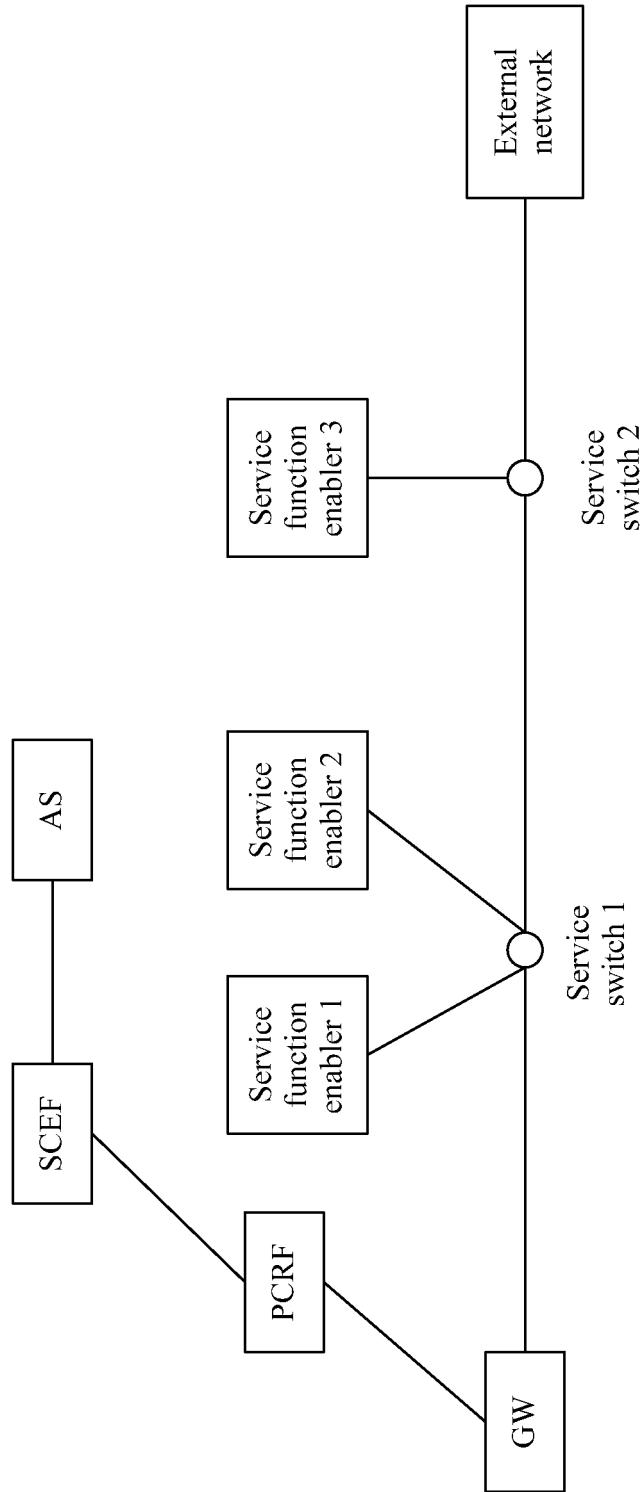 AS
SCEF
PCRF
GW
Service
function
enabler 1
Service
function
enabler 2
Service
function
enabler 3
Service
switch 1
Service
switch 2
External
network